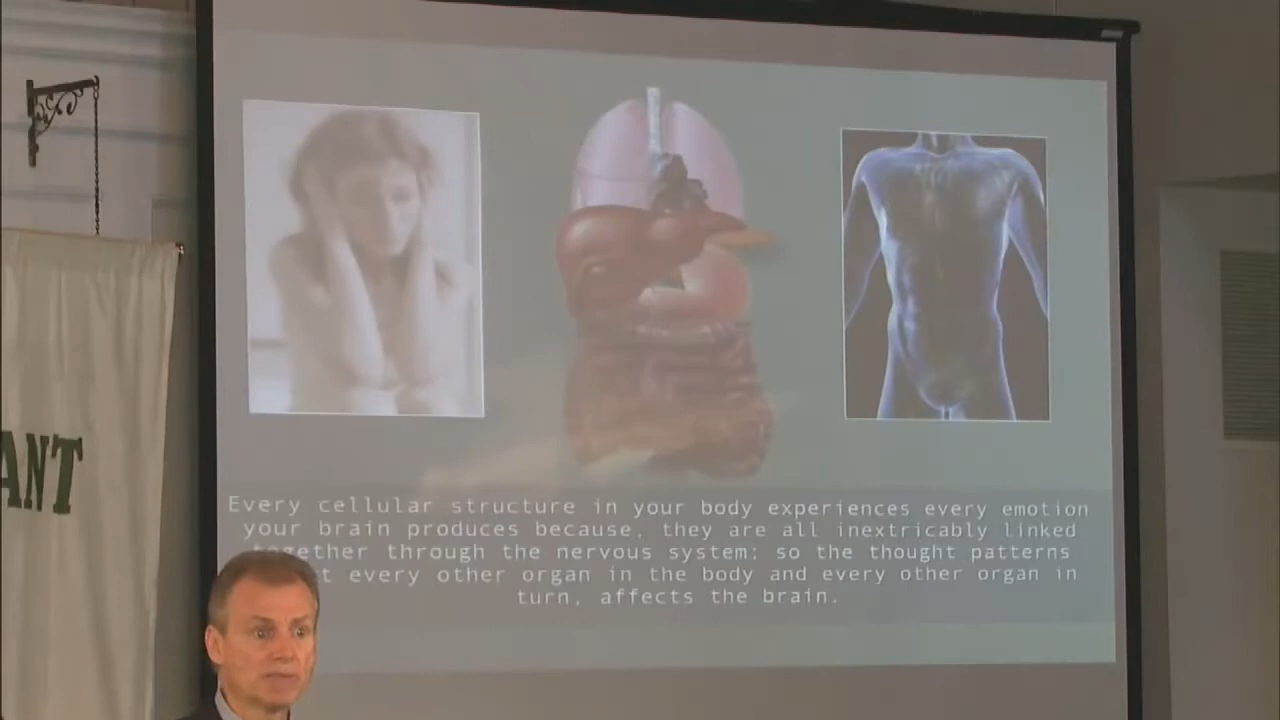 ANT
Every cellular structure in your body experiences every emotion
your brain produces because, they are all inextricably linked
together through the nervous system; so the thought patterns
t every other organ in the body and every other organ in
turn, affects the brain.